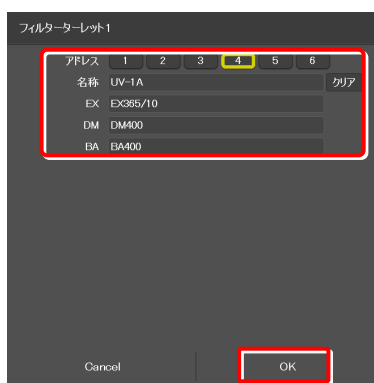 フィルターターレット1
アドレス 1 2 3 4 5 6
名称 UV-1A クリア
EX EX365/10
DM DM400
BA BA400
Cancel OK